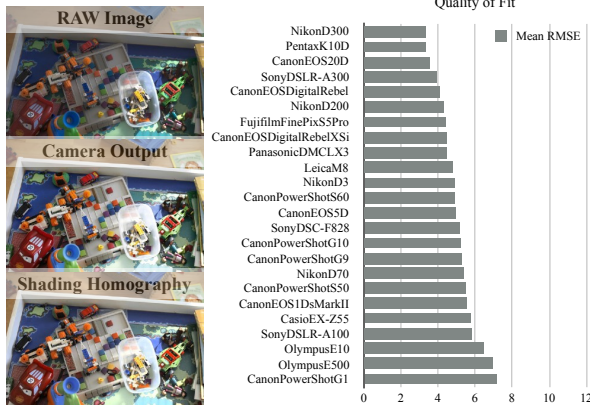 RAW Image
Camera Output
Shading Homography
Quality of Fit
Mean RMSE
NikonD300
PentaxK10D
CanonEOS20D
SonyDSLR-A300
CanonEOSDigitalRebel
NikonD200
FujifilmFinePixS5Pro
CanonEOSDigitalRebelXSi
PanasonicDMCLX3
LeicaM8
NikonD3
CanonPowerShotS60
CanonEOS5D
SonyDSC-F828
CanonPowerShotG10
CanonPowerShotG9
NikonD70
CanonPowerShotS50
CanonEOS1DsMarkII
CasioEX-Z55
SonyDSLR-A100
OlympusE10
OlympusE500
CanonPowerShotG1
0 2 4 6 8 10 12